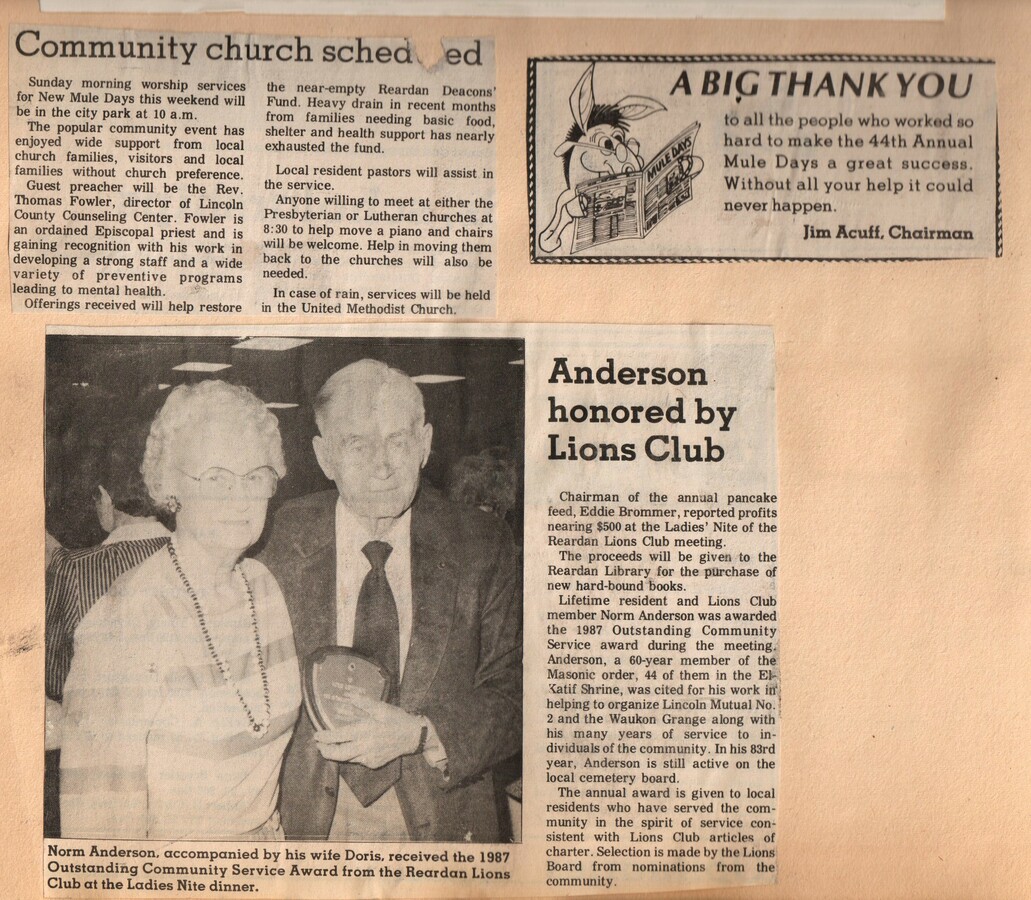 Community church sched ed
Sunday morning worship services
for New Mule Days this weekend will
be in the city park at 10 a.m.
The popular community event has
enjoyed wide support from local
church families, visitors and local
families without church preference.
Guest preacher will be the Rev.
Thomas Fowler, director of Lincoln
County Counseling Center. Fowler is
an ordained Episcopal priest and is
gaining recognition with his work in
developing a strong staff and a wide
variety of preventive programs
leading to mental health.
Offerings received will help restore
the near-empty Reardan Deacons'
Fund. Heavy drain in recent months
from families needing basic food,
shelter and health support has nearly
exhausted the fund.
Local resident pastors will assist in
the service.
Anyone willing to meet at either the
Presbyterian or Lutheran churches at
8:30 to help move a piano and chairs
will be welcome. Help in moving them
back to the churches will also be
needed.
In case of rain, services will be held
in the United Methodist Church.
A BIG THANK YOU
to all the people who worked so
hard to make the 44th Annual
Mule Days a great success.
Without all your help it could
never happen.
Jim Acuff, Chairman
MULE DAYS
Anderson
honored by
Lions Club
Chairman of the annual pancake
feed, Eddie Brommer, reported profits
nearing $500 at the Ladies' Nite of the
Reardan Lions Club meeting.
The proceeds will be given to the
Reardan Library for the purchase of
new hard-bound books.
Lifetime resident and Lions Club
member Norm Anderson was awarded
the 1987 Outstanding Community
Service award during the meeting.
Anderson, a 60-year member of the
Masonic order, 44 of them in the El-
Katif Shrine, was cited for his work in
helping to organize Lincoln Mutual No.
2 and the Waukon Grange along with
his many years of service to in-
dividuals of the community. In his 83rd
year, Anderson is still active on the
local cemetery board.
The annual award is given to local
residents who have served the com-
munity in the spirit of service con-
sistent with Lions Club articles of
charter. Selection is made by the Lions
Board from nominations from the
community.
Norm Anderson, accompanied by his wife Doris, received the 1987
Outstanding Community Service Award from the Reardan Lions
Club at the Ladies Nite dinner.